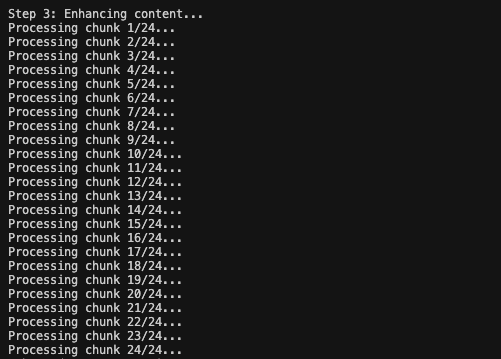 Step 3: Enhancing content...
Processing chunk 1/24...
Processing chunk 2/24...
Processing chunk 3/24...
Processing chunk 4/24...
Processing chunk 5/24...
Processing chunk 6/24...
Processing chunk 7/24...
Processing chunk 8/24...
Processing chunk 9/24...
Processing chunk 10/24...
Processing chunk 11/24...
Processing chunk 12/24...
Processing chunk 13/24...
Processing chunk 14/24...
Processing chunk 15/24...
Processing chunk 16/24...
Processing chunk 17/24...
Processing chunk 18/24...
Processing chunk 19/24...
Processing chunk 20/24...
Processing chunk 21/24...
Processing chunk 22/24...
Processing chunk 23/24...
Processing chunk 24/24...